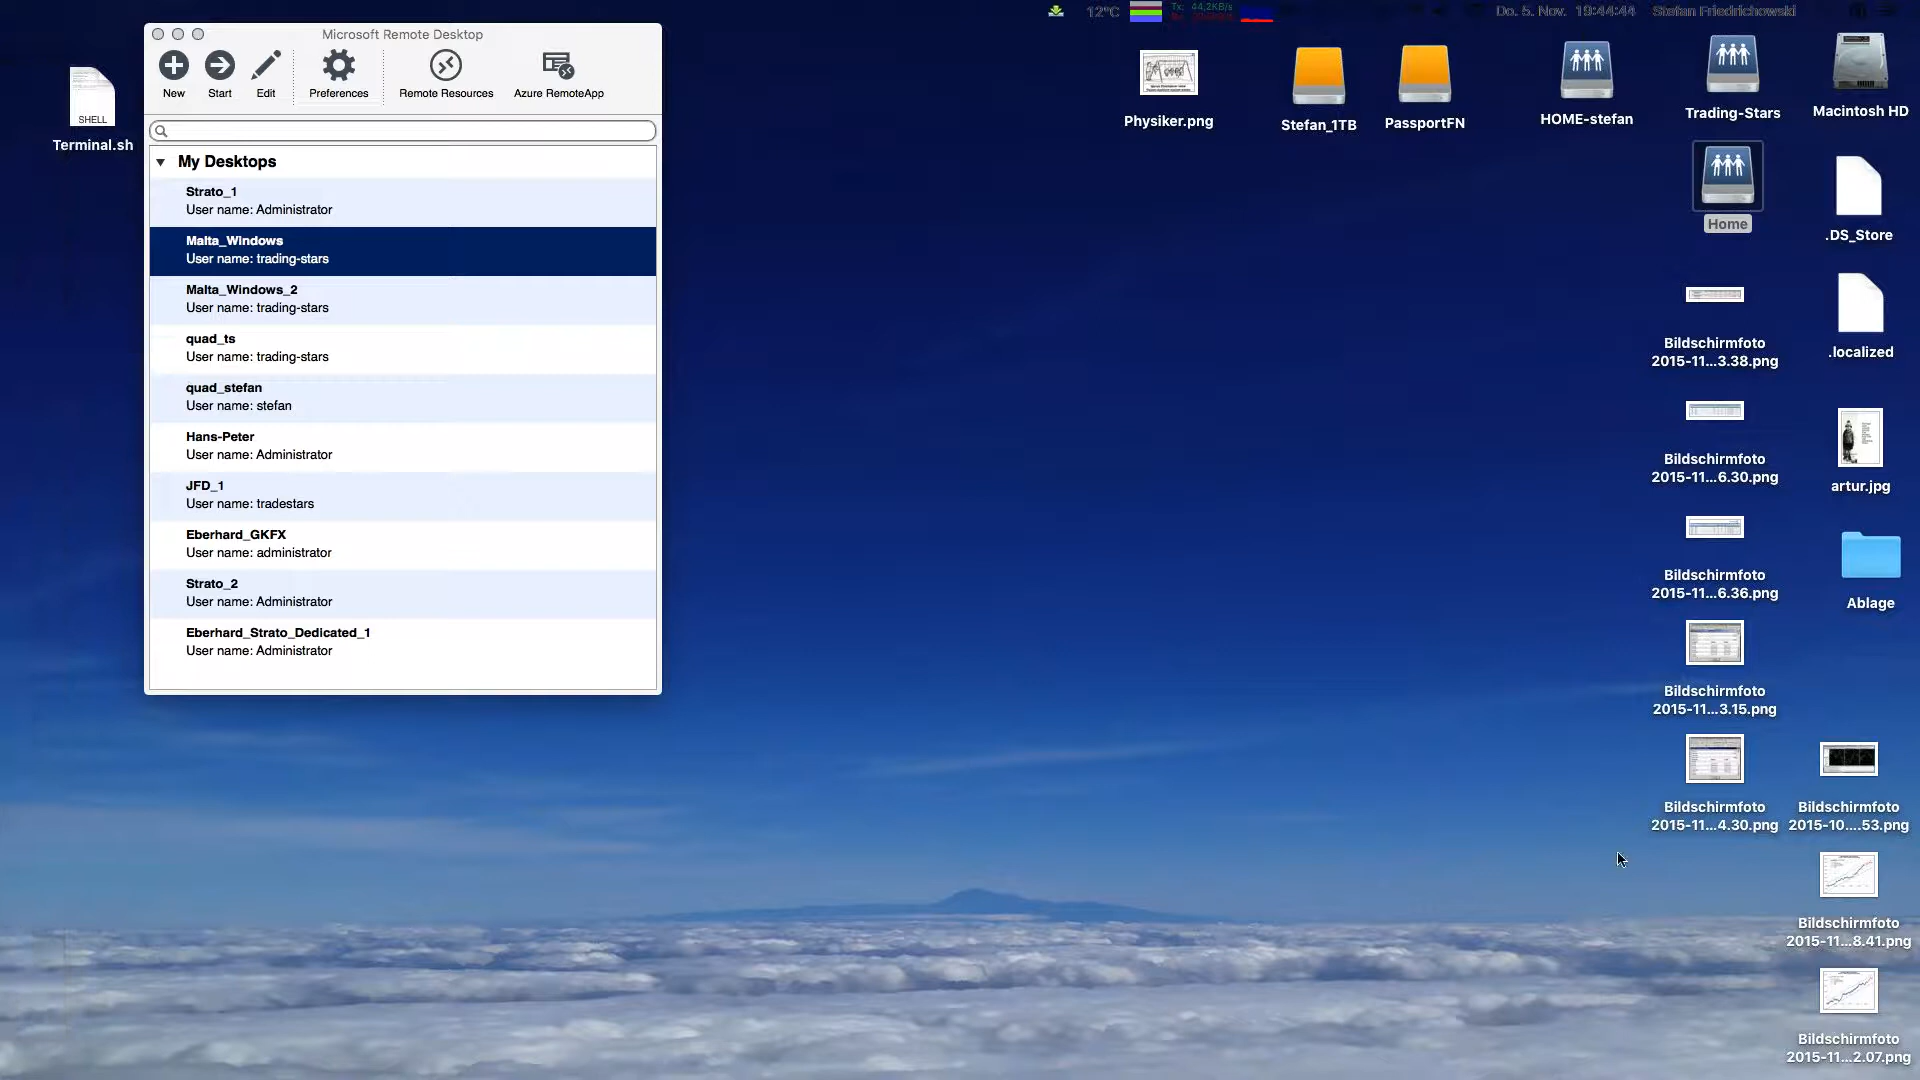 12°C
Tx: 44,2KB/s
Do. 5. Nov. 19:44:44
Stefan Friedrichowski
Microsoft Remote Desktop
New
Start
Edit
Preferences
Remote Resources
Azure RemoteApp
My Desktops
Strato_1
User name: Administrator
Malta_Windows
User name: trading-stars
Malta_Windows_2
User name: trading-stars
quad_ts
User name: trading-stars
quad_stefan
User name: stefan
Hans-Peter
User name: Administrator
JFD_1
User name: tradestars
Eberhard_GKFX
User name: administrator
Strato_2
User name: Administrator
Eberhard_Strato_Dedicated_1
User name: Administrator
SHELL
Terminal.sh
Physiker.png
Stefan_1TB
PassportFN
HOME-stefan
Trading-Stars
Macintosh HD
Home
.DS_Store
Bildschirmfoto
2015-11...3.38.png
.localized
Bildschirmfoto
2015-11...6.30.png
artur.jpg
Bildschirmfoto
2015-11...6.36.png
Ablage
Bildschirmfoto
2015-11...3.15.png
Bildschirmfoto
2015-11...4.30.png
Bildschirmfoto
2015-10....53.png
Bildschirmfoto
2015-11...8.41.png
Bildschirmfoto
2015-11...2.07.png